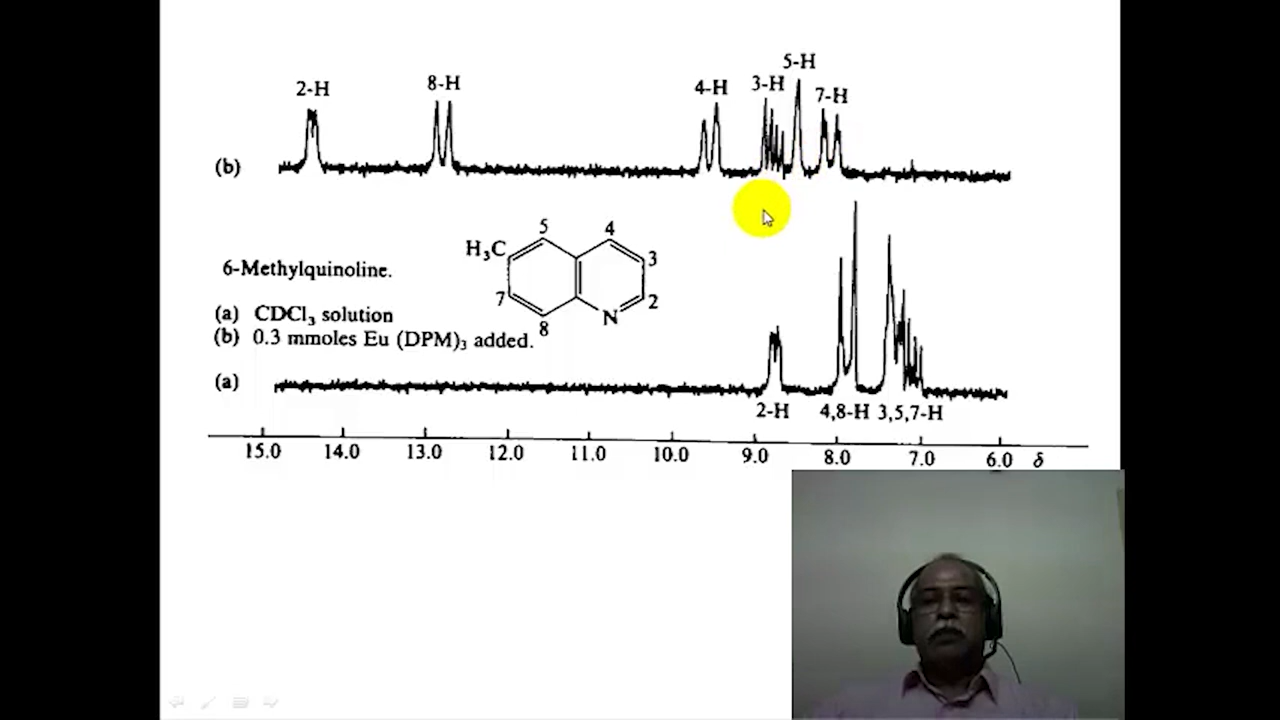 5-H
2-H 8-H 4-H 3-H 7-H
(b)
5 4
H₃C 3
6-Methylquinoline.
7 2
(a) CDCl₃ solution
8 N
(b) 0.3 mmoles Eu (DPM)₃ added.
(a)
2-H 4,8-H 3,5,7-H
15.0 14.0 13.0 12.0 11.0 10.0 9.0 8.0 7.0 6.0 δ